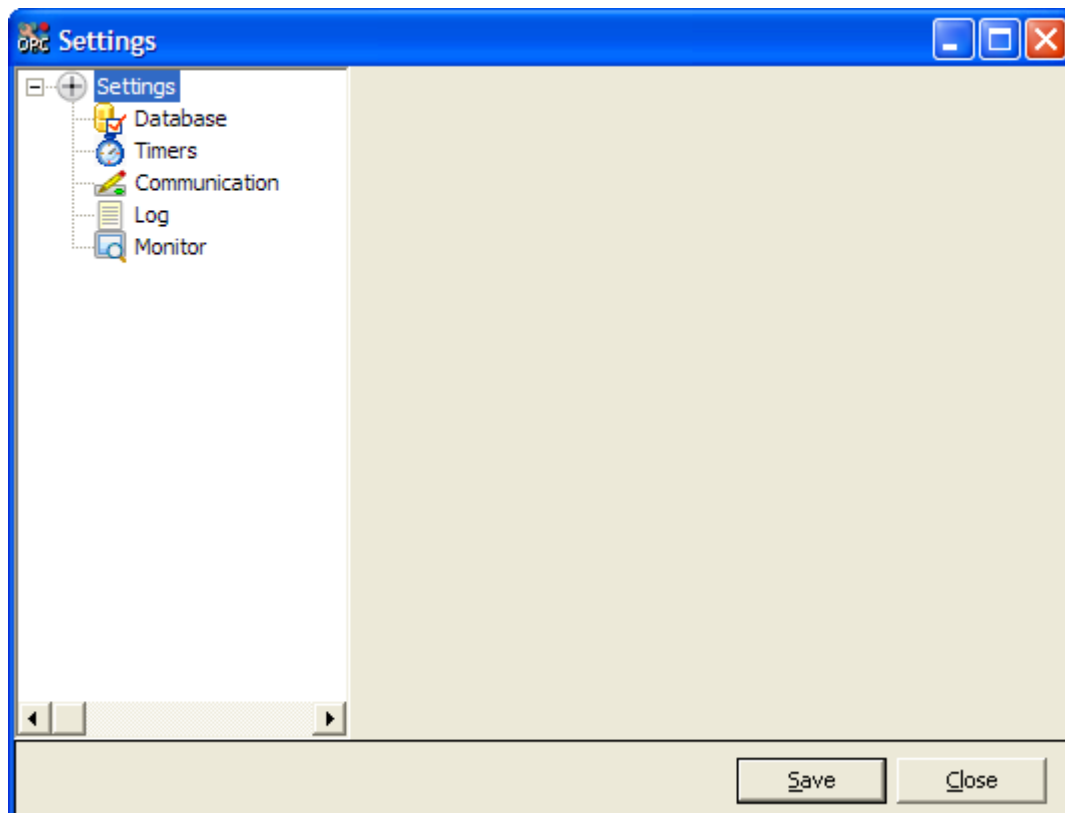 OPC Settings
Settings
Database
Timers
Communication
Log
Monitor
Save Close